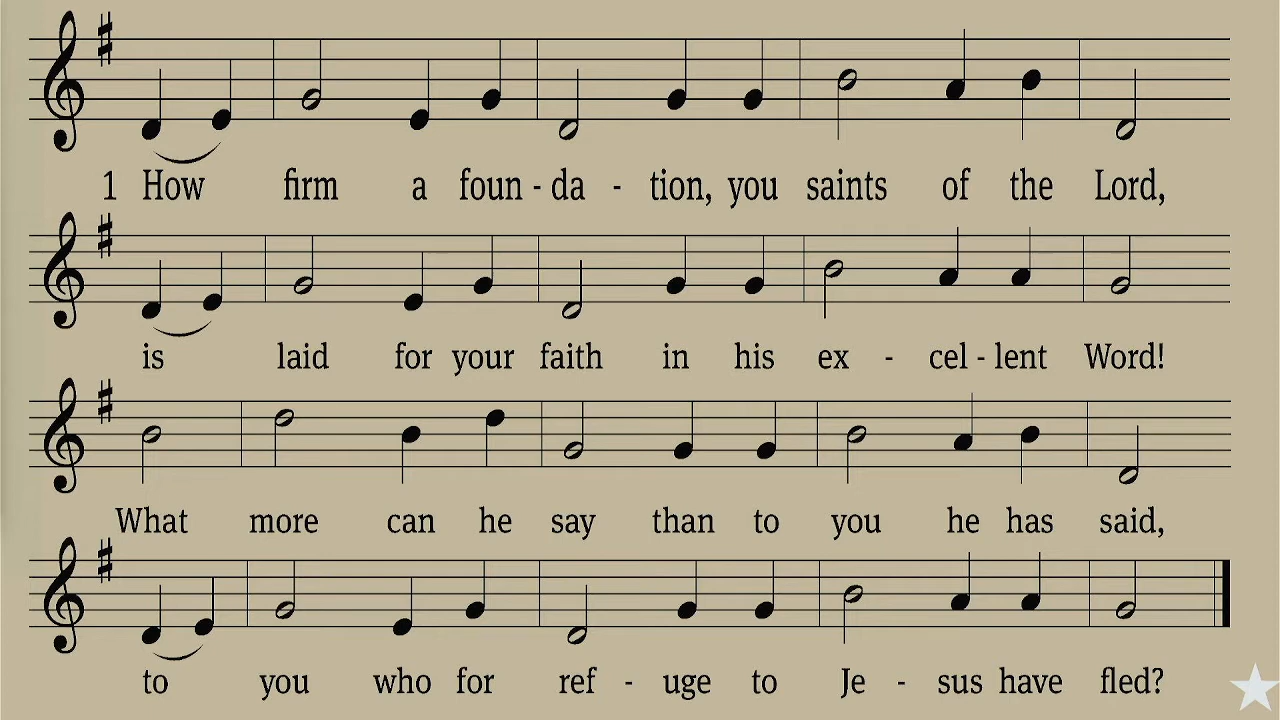 1 How firm a foun - da - tion, you saints of the Lord,
is laid for your faith in his ex - cel - lent Word!
What more can he say than to you he has said,
to you who for ref - uge to Je - sus have fled?